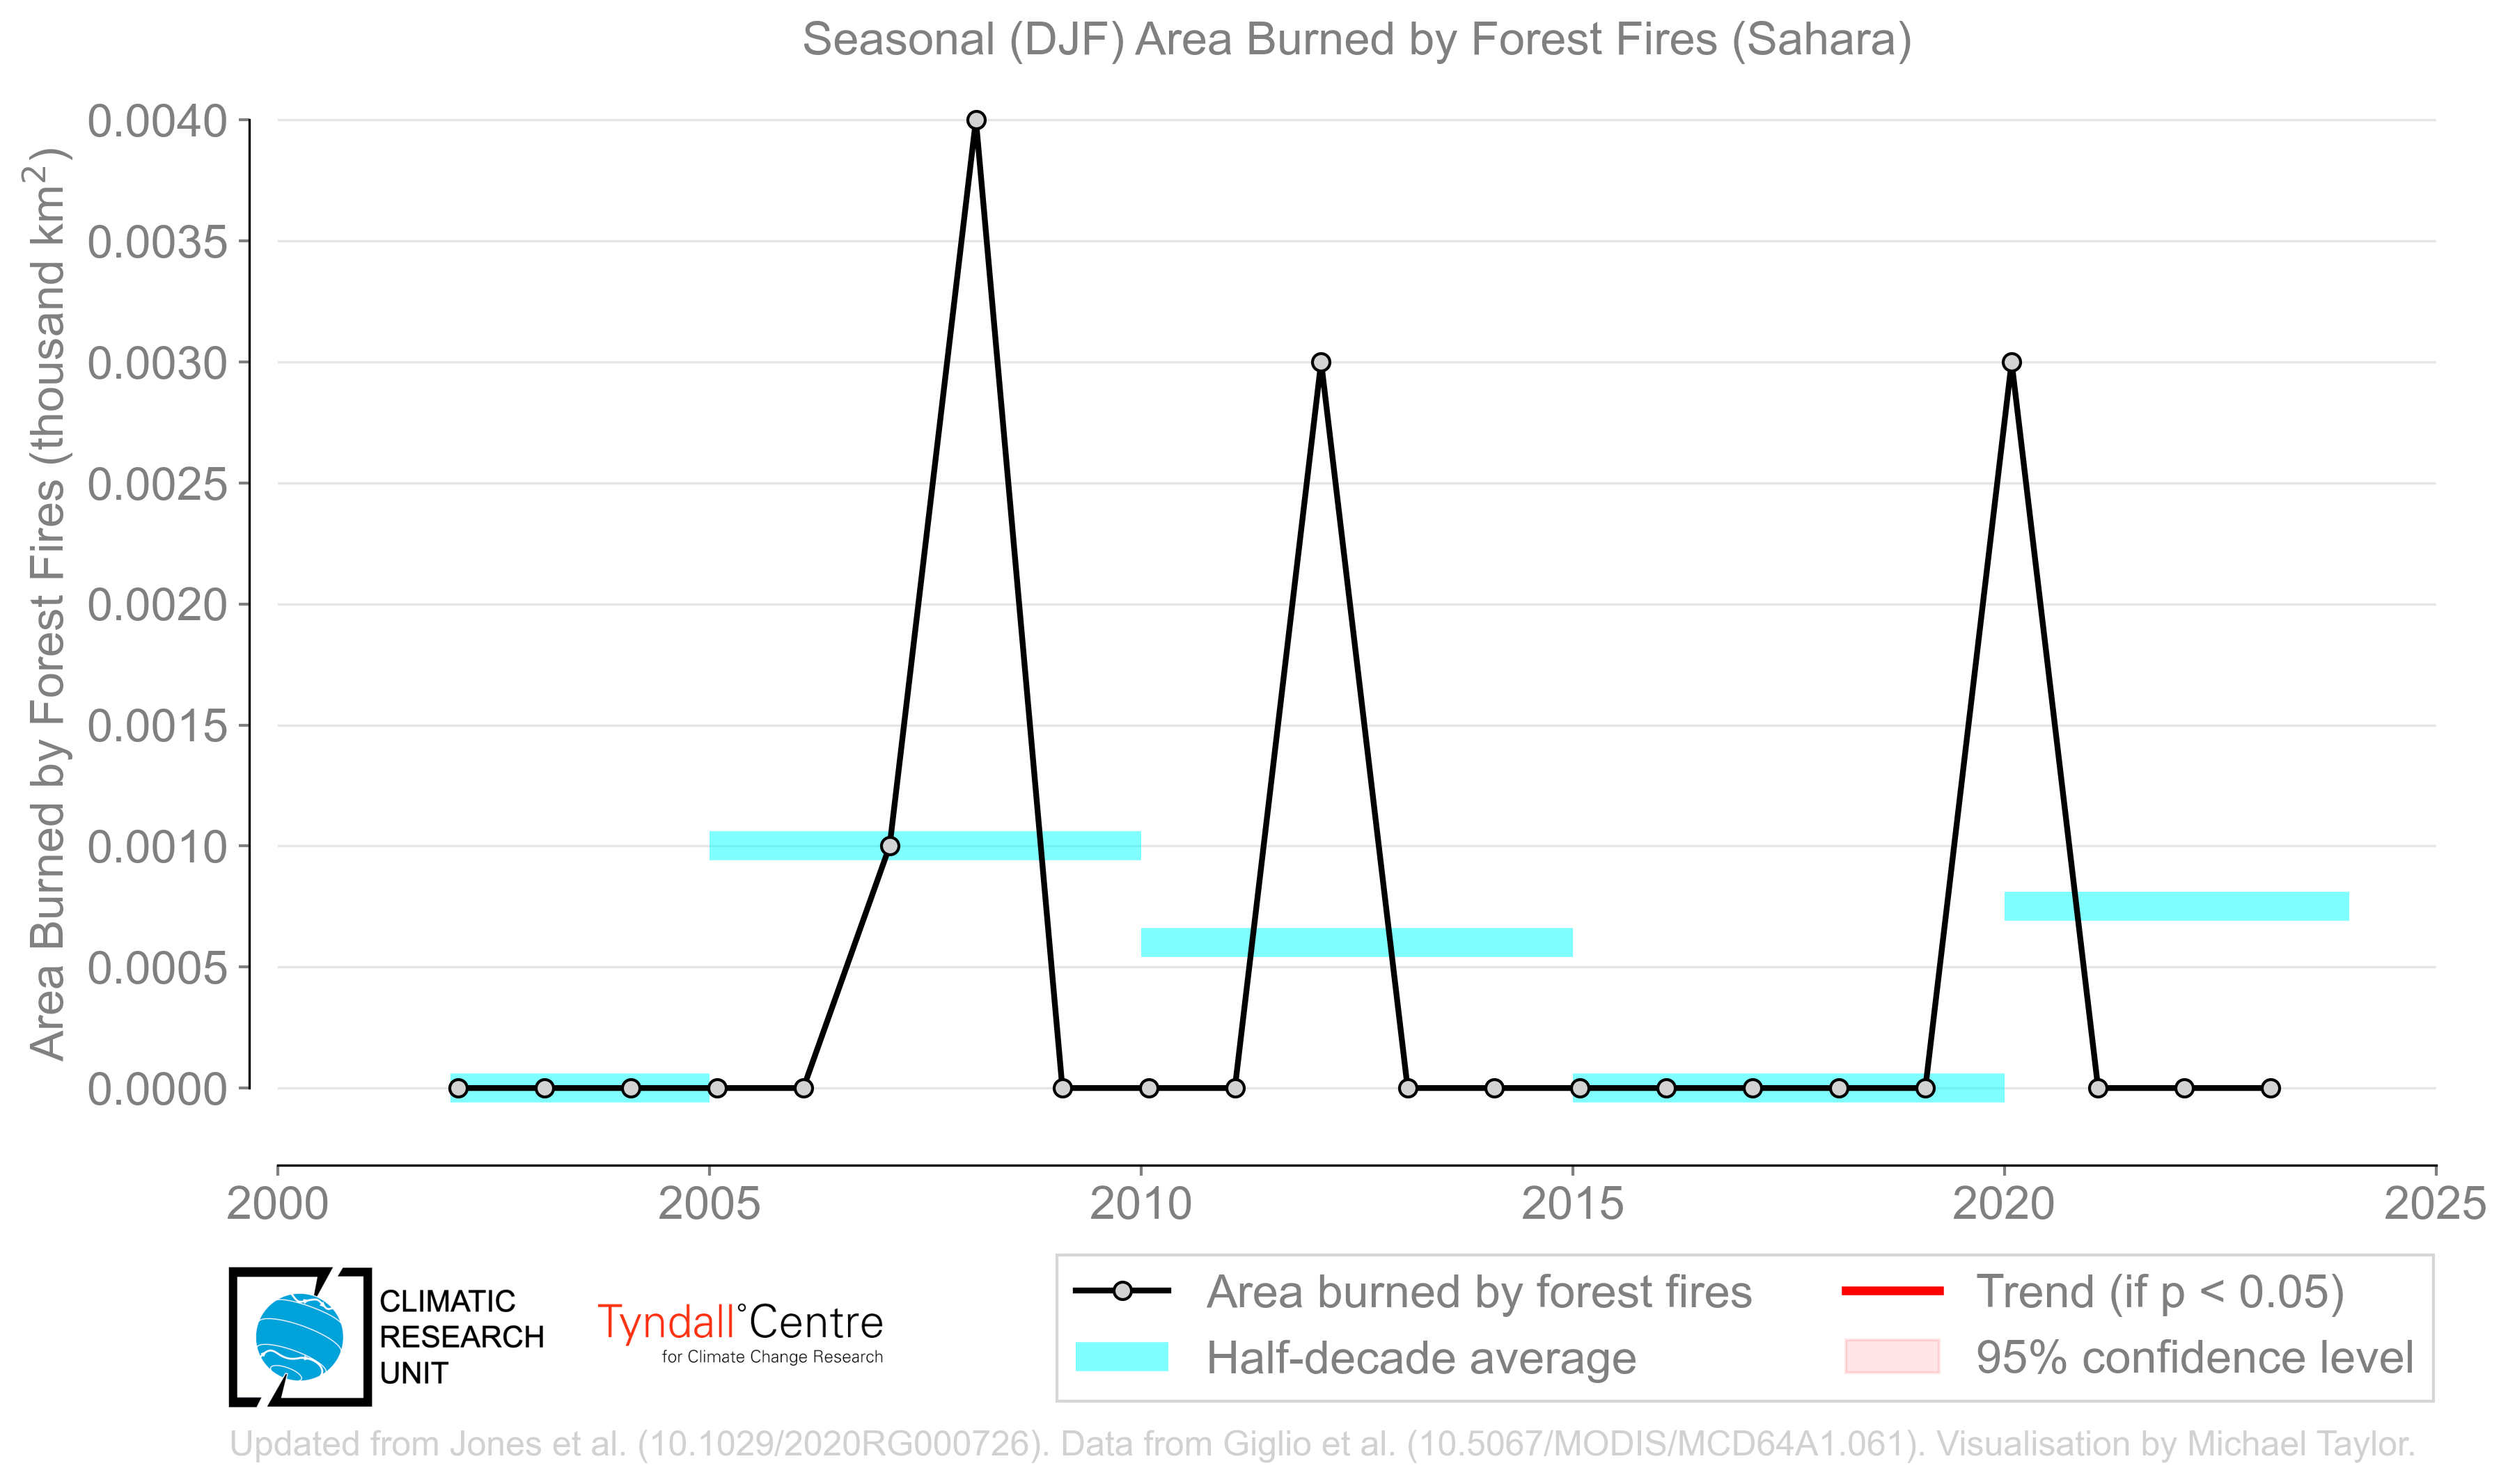 Seasonal (DJF) Area Burned by Forest Fires (Sahara)
Area Burned by Forest Fires (thousand km²)
0.0040
0.0035
0.0030
0.0025
0.0020
0.0015
0.0010
0.0005
0.0000
2000 2005 2010 2015 2020 2025
CLIMATIC
RESEARCH
UNIT
Tyndall°Centre
for Climate Change Research
Area burned by forest fires
Half-decade average
Trend (if p < 0.05)
95% confidence level
Updated from Jones et al. (10.1029/2020RG000726). Data from Giglio et al. (10.5067/MODIS/MCD64A1.061). Visualisation by Michael Taylor.